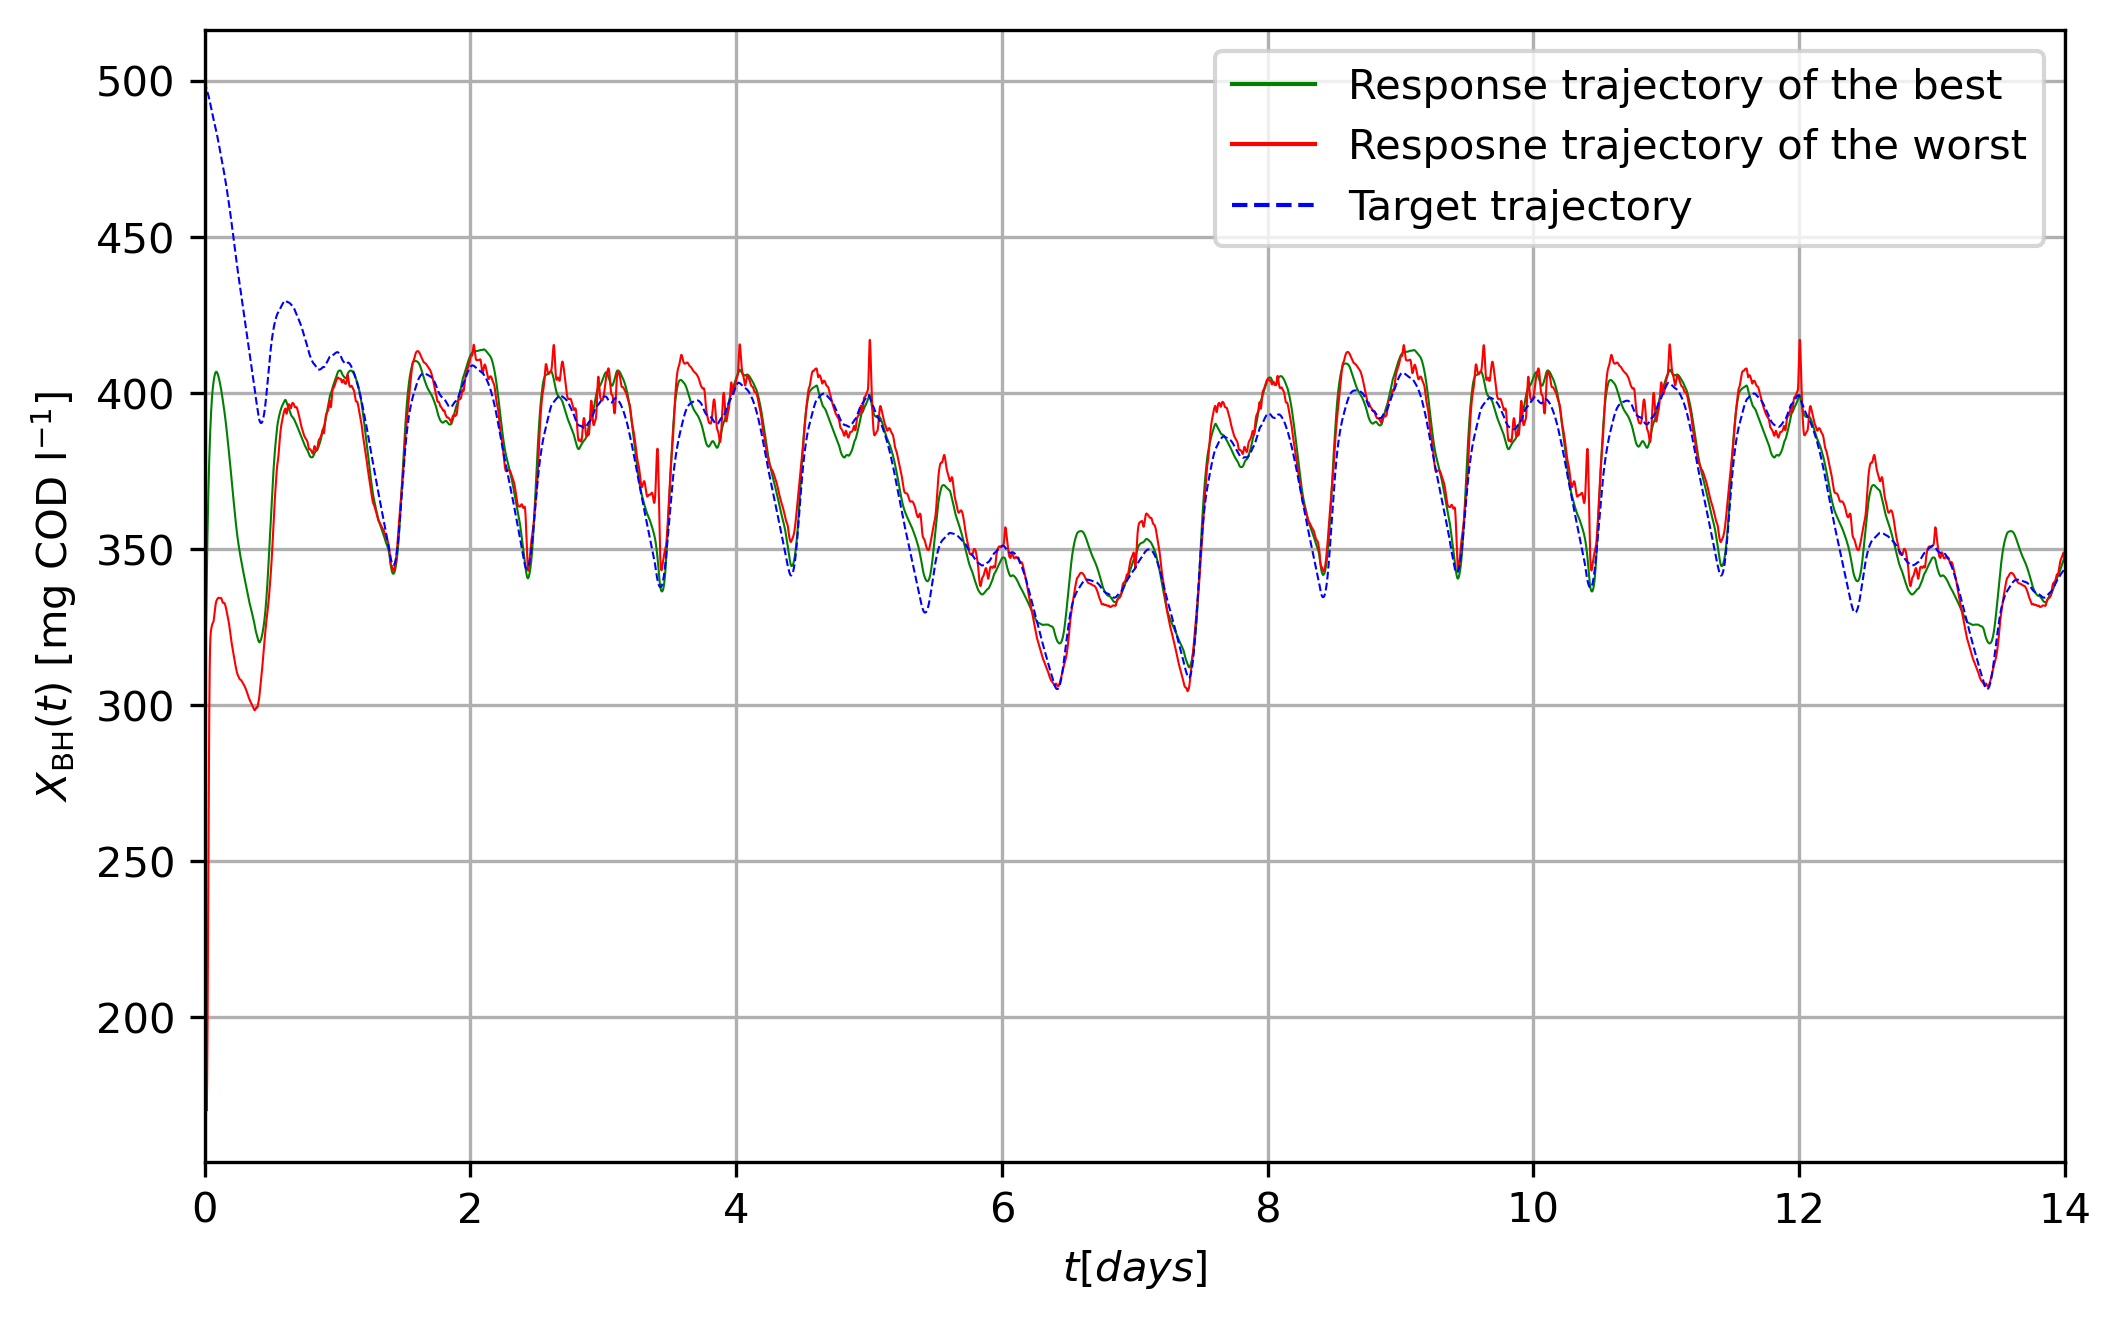 500
450
400
350
300
250
200
X_BH(t) [mg COD l⁻¹]
Response trajectory of the best
Resposne trajectory of the worst
Target trajectory
0 2 4 6 8 10 12 14
t[days]